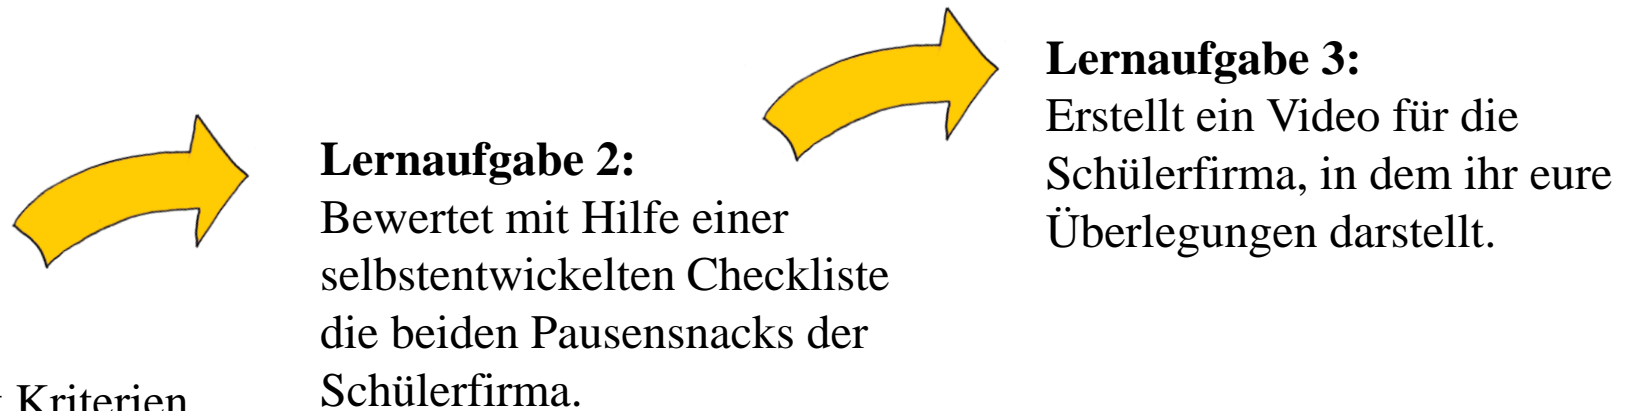 Lernaufgabe 3:
Erstellt ein Video für die
Schülerfirma, in dem ihr eure
Überlegungen darstellt.
Lernaufgabe 2:
Bewertet mit Hilfe einer
selbstentwickelten Checkliste
die beiden Pausensnacks der
Schülerfirma.
Kriterien